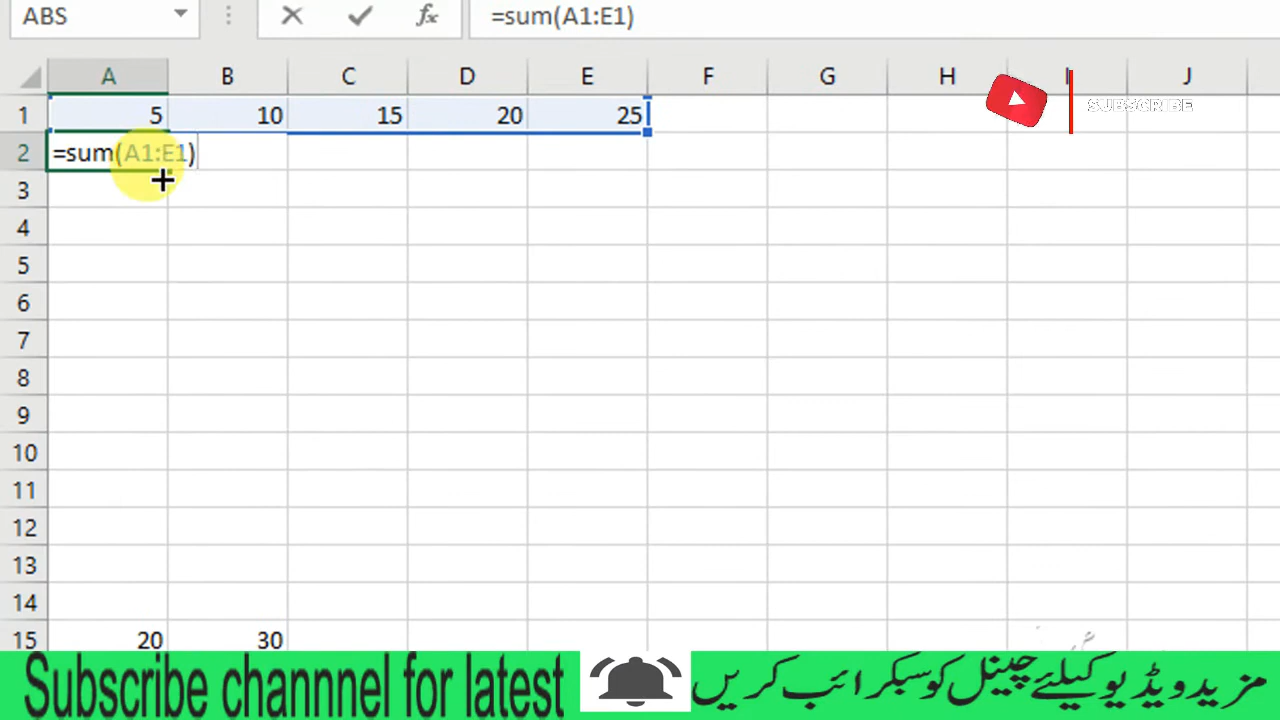 ABS =sum(A1:E1)
A B C D E F G H I J
1 5 10 15 20 25
SUBSCRIBE
2 =sum(A1:E1)
3
4
5
6
7
8
9
10
11
12
13
14
15 20 30
Subscribe channnel for latest
مزید ویڈیو کیلئے چینل کو سبکرائب کریں